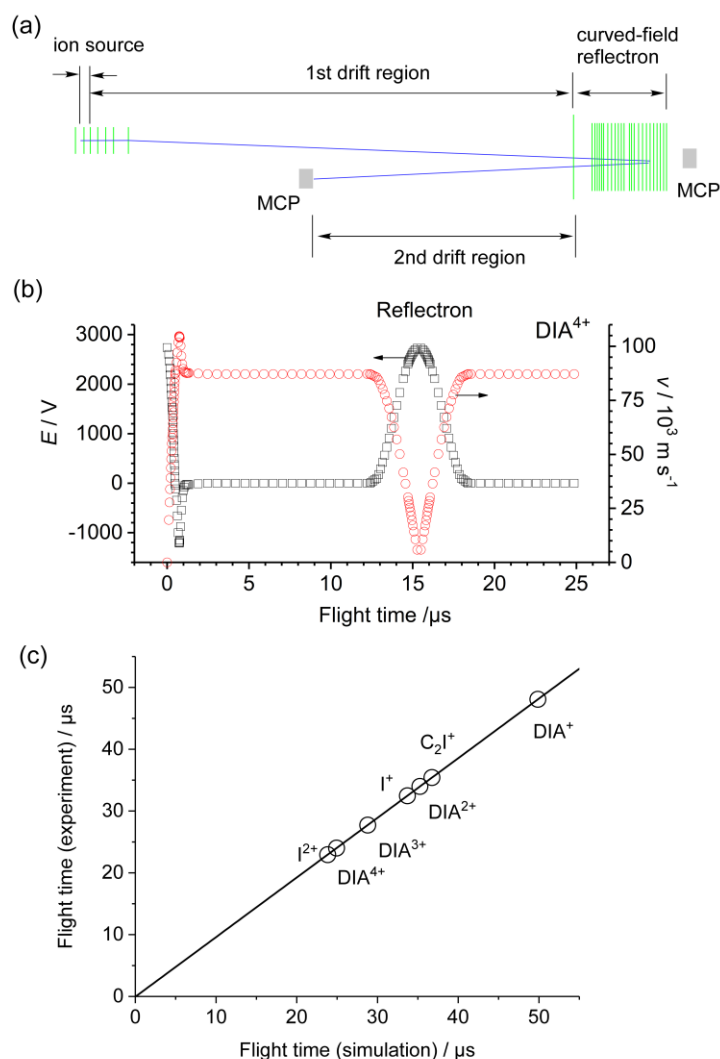 (a)
ion source
1st drift region
curved-field
reflectron
MCP
MCP
2nd drift region
(b)
Reflectron
DIA⁴⁺
3000
2000
1000
0
-1000
E / V
100
75
50
25
0
v / 10³ m s⁻¹
0
5
10
15
20
25
Flight time /µs
(c)
50
40
30
20
10
0
Flight time (experiment) / µs
C₂I⁺
DIA⁺
I⁺
DIA²⁺
I²⁺
DIA³⁺
DIA⁴⁺
0
10
20
30
40
50
Flight time (simulation) / µs